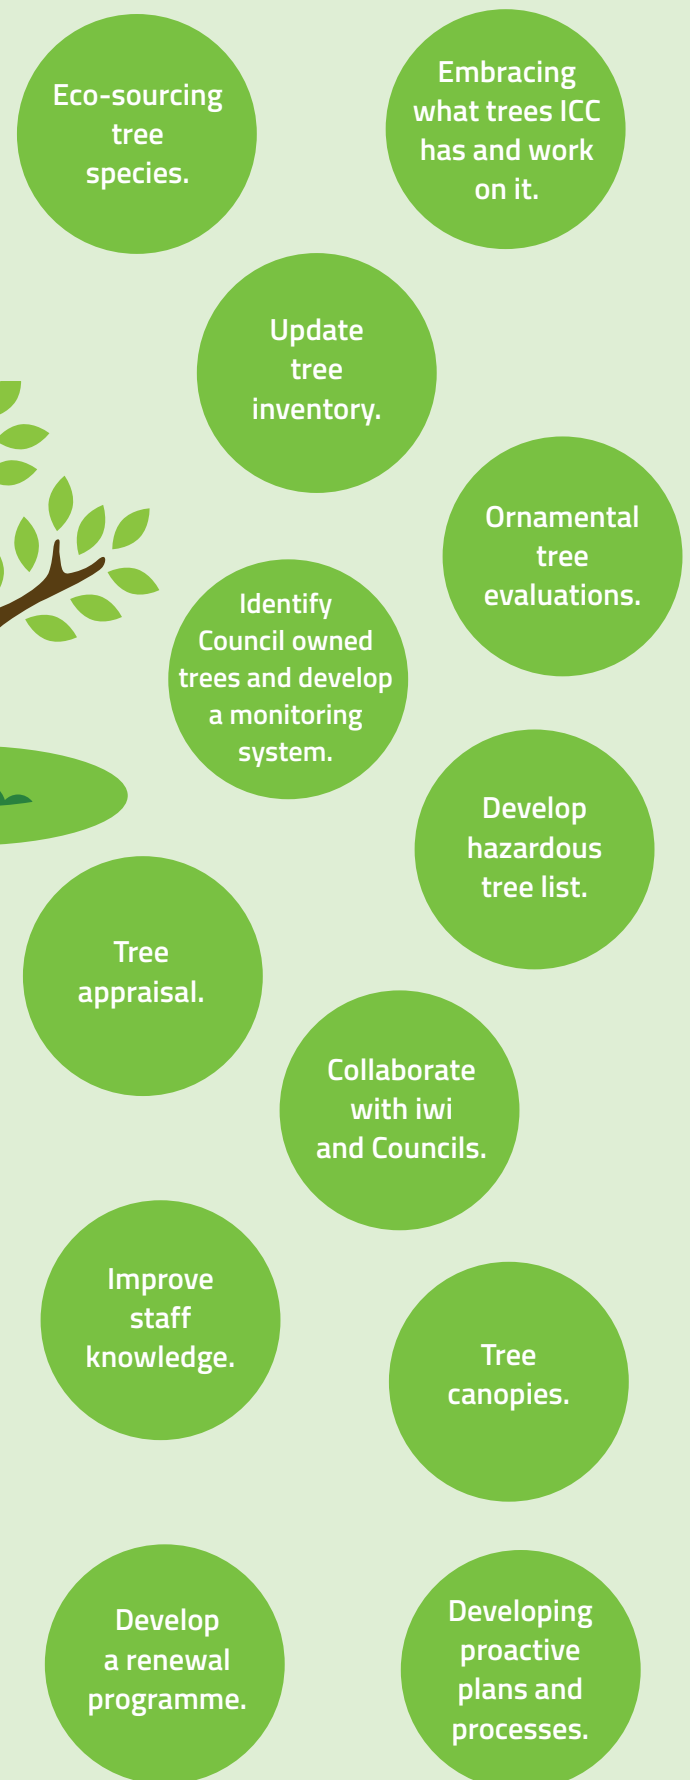 Eco-sourcing
tree
species.
Embracing
what trees ICC
has and work
on it.
Update
tree
inventory.
Ornamental
tree
evaluations.
Identify
Council owned
trees and develop
a monitoring
system.
Develop
hazardous
tree list.
Tree
appraisal.
Collaborate
with iwi
and Councils.
Improve
staff
knowledge.
Tree
canopies.
Develop
a renewal
programme.
Developing
proactive
plans and
processes.